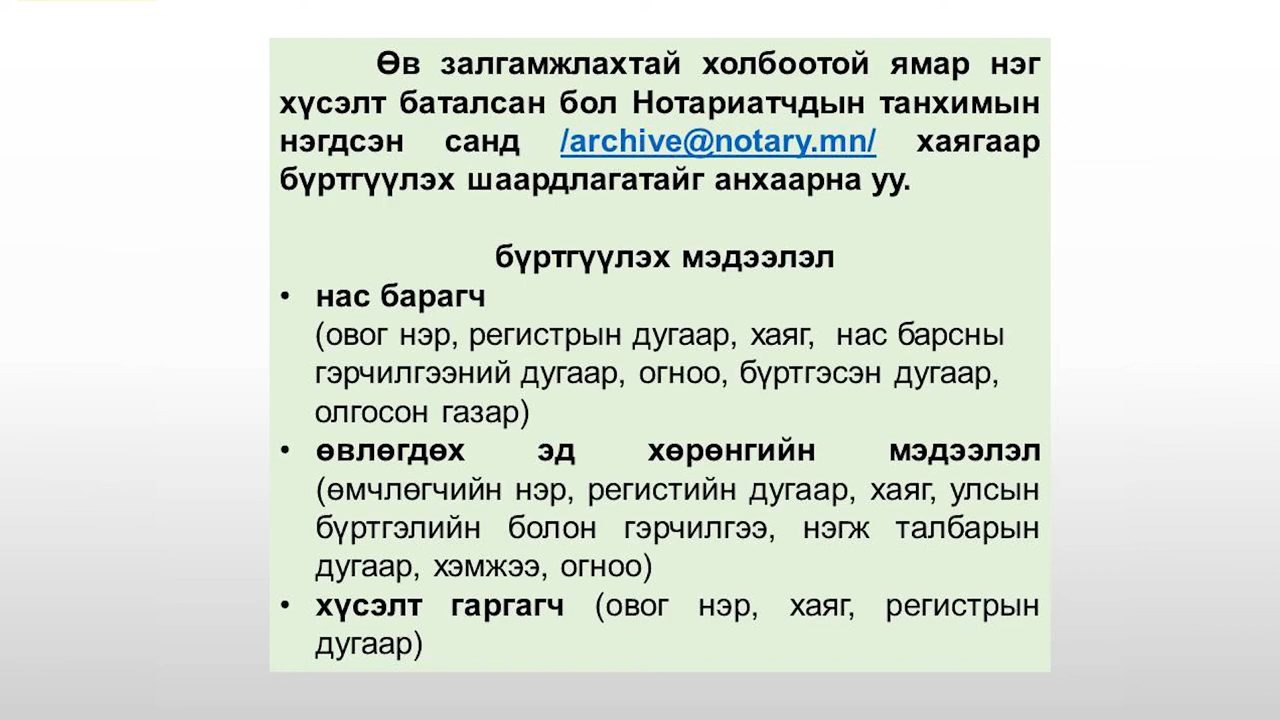 Өв залгамжлахтай холбоотой ямар нэг
хүсэлт баталсан бол Нотариатчдын танхимын
нэгдсэн санд /archive@notary.mn/ хаягаар
бүртгүүлэх шаардлагатайг анхаарна уу.
бүртгүүлэх мэдээлэл
• нас барагч
(овог нэр, регистрын дугаар, хаяг, нас барсны
гэрчилгээний дугаар, огноо, бүртгэсэн дугаар,
олгосон газар)
• өвлөгдөх эд хөрөнгийн мэдээлэл
(өмчлөгчийн нэр, регистийн дугаар, хаяг, улсын
бүртгэлийн болон гэрчилгээ, нэгж талбарын
дугаар, хэмжээ, огноо)
• хүсэлт гаргагч (овог нэр, хаяг, регистрын
дугаар)